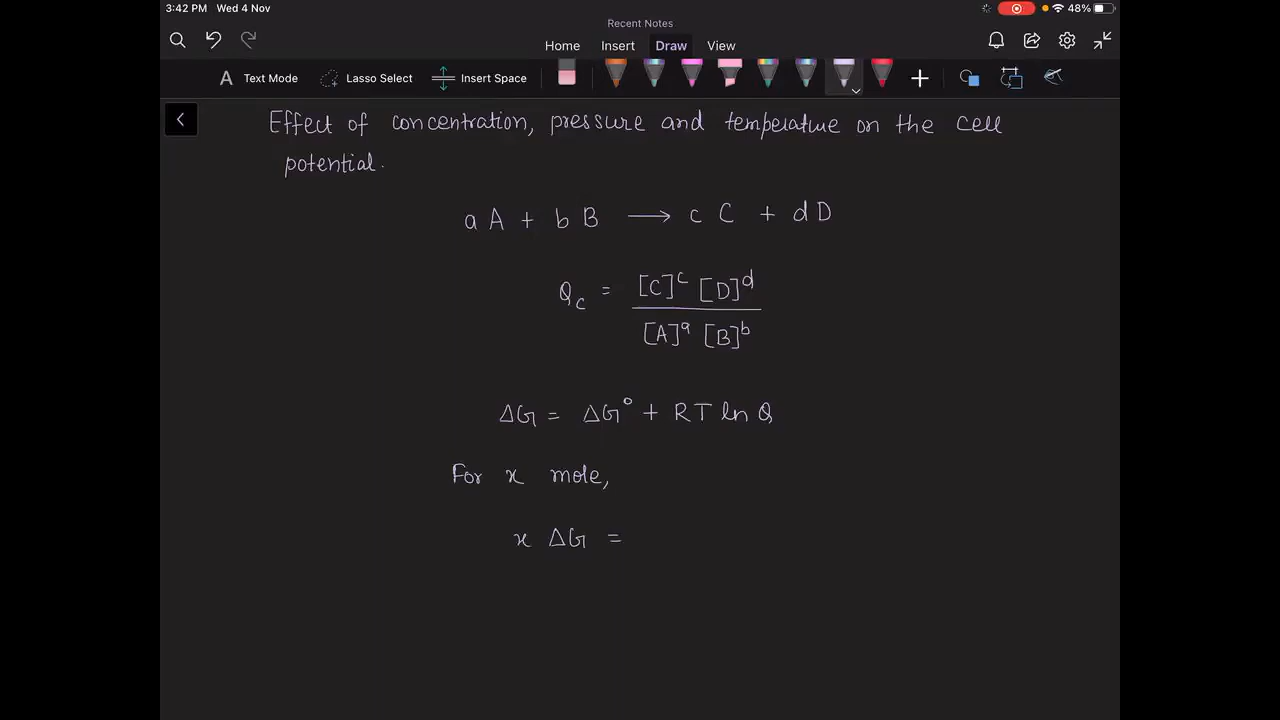 3:42 PM Wed 4 Nov
48%
Recent Notes
Home Insert Draw View
Text Mode Lasso Select Insert Space
Effect of concentration, pressure and temperature on the cell
potential.
a A + b B ⟶ c C + d D
Q_c = [C]^c [D]^d
[A]^a [B]^b
ΔG = ΔG° + RT ln Q
For x mole,
x ΔG =